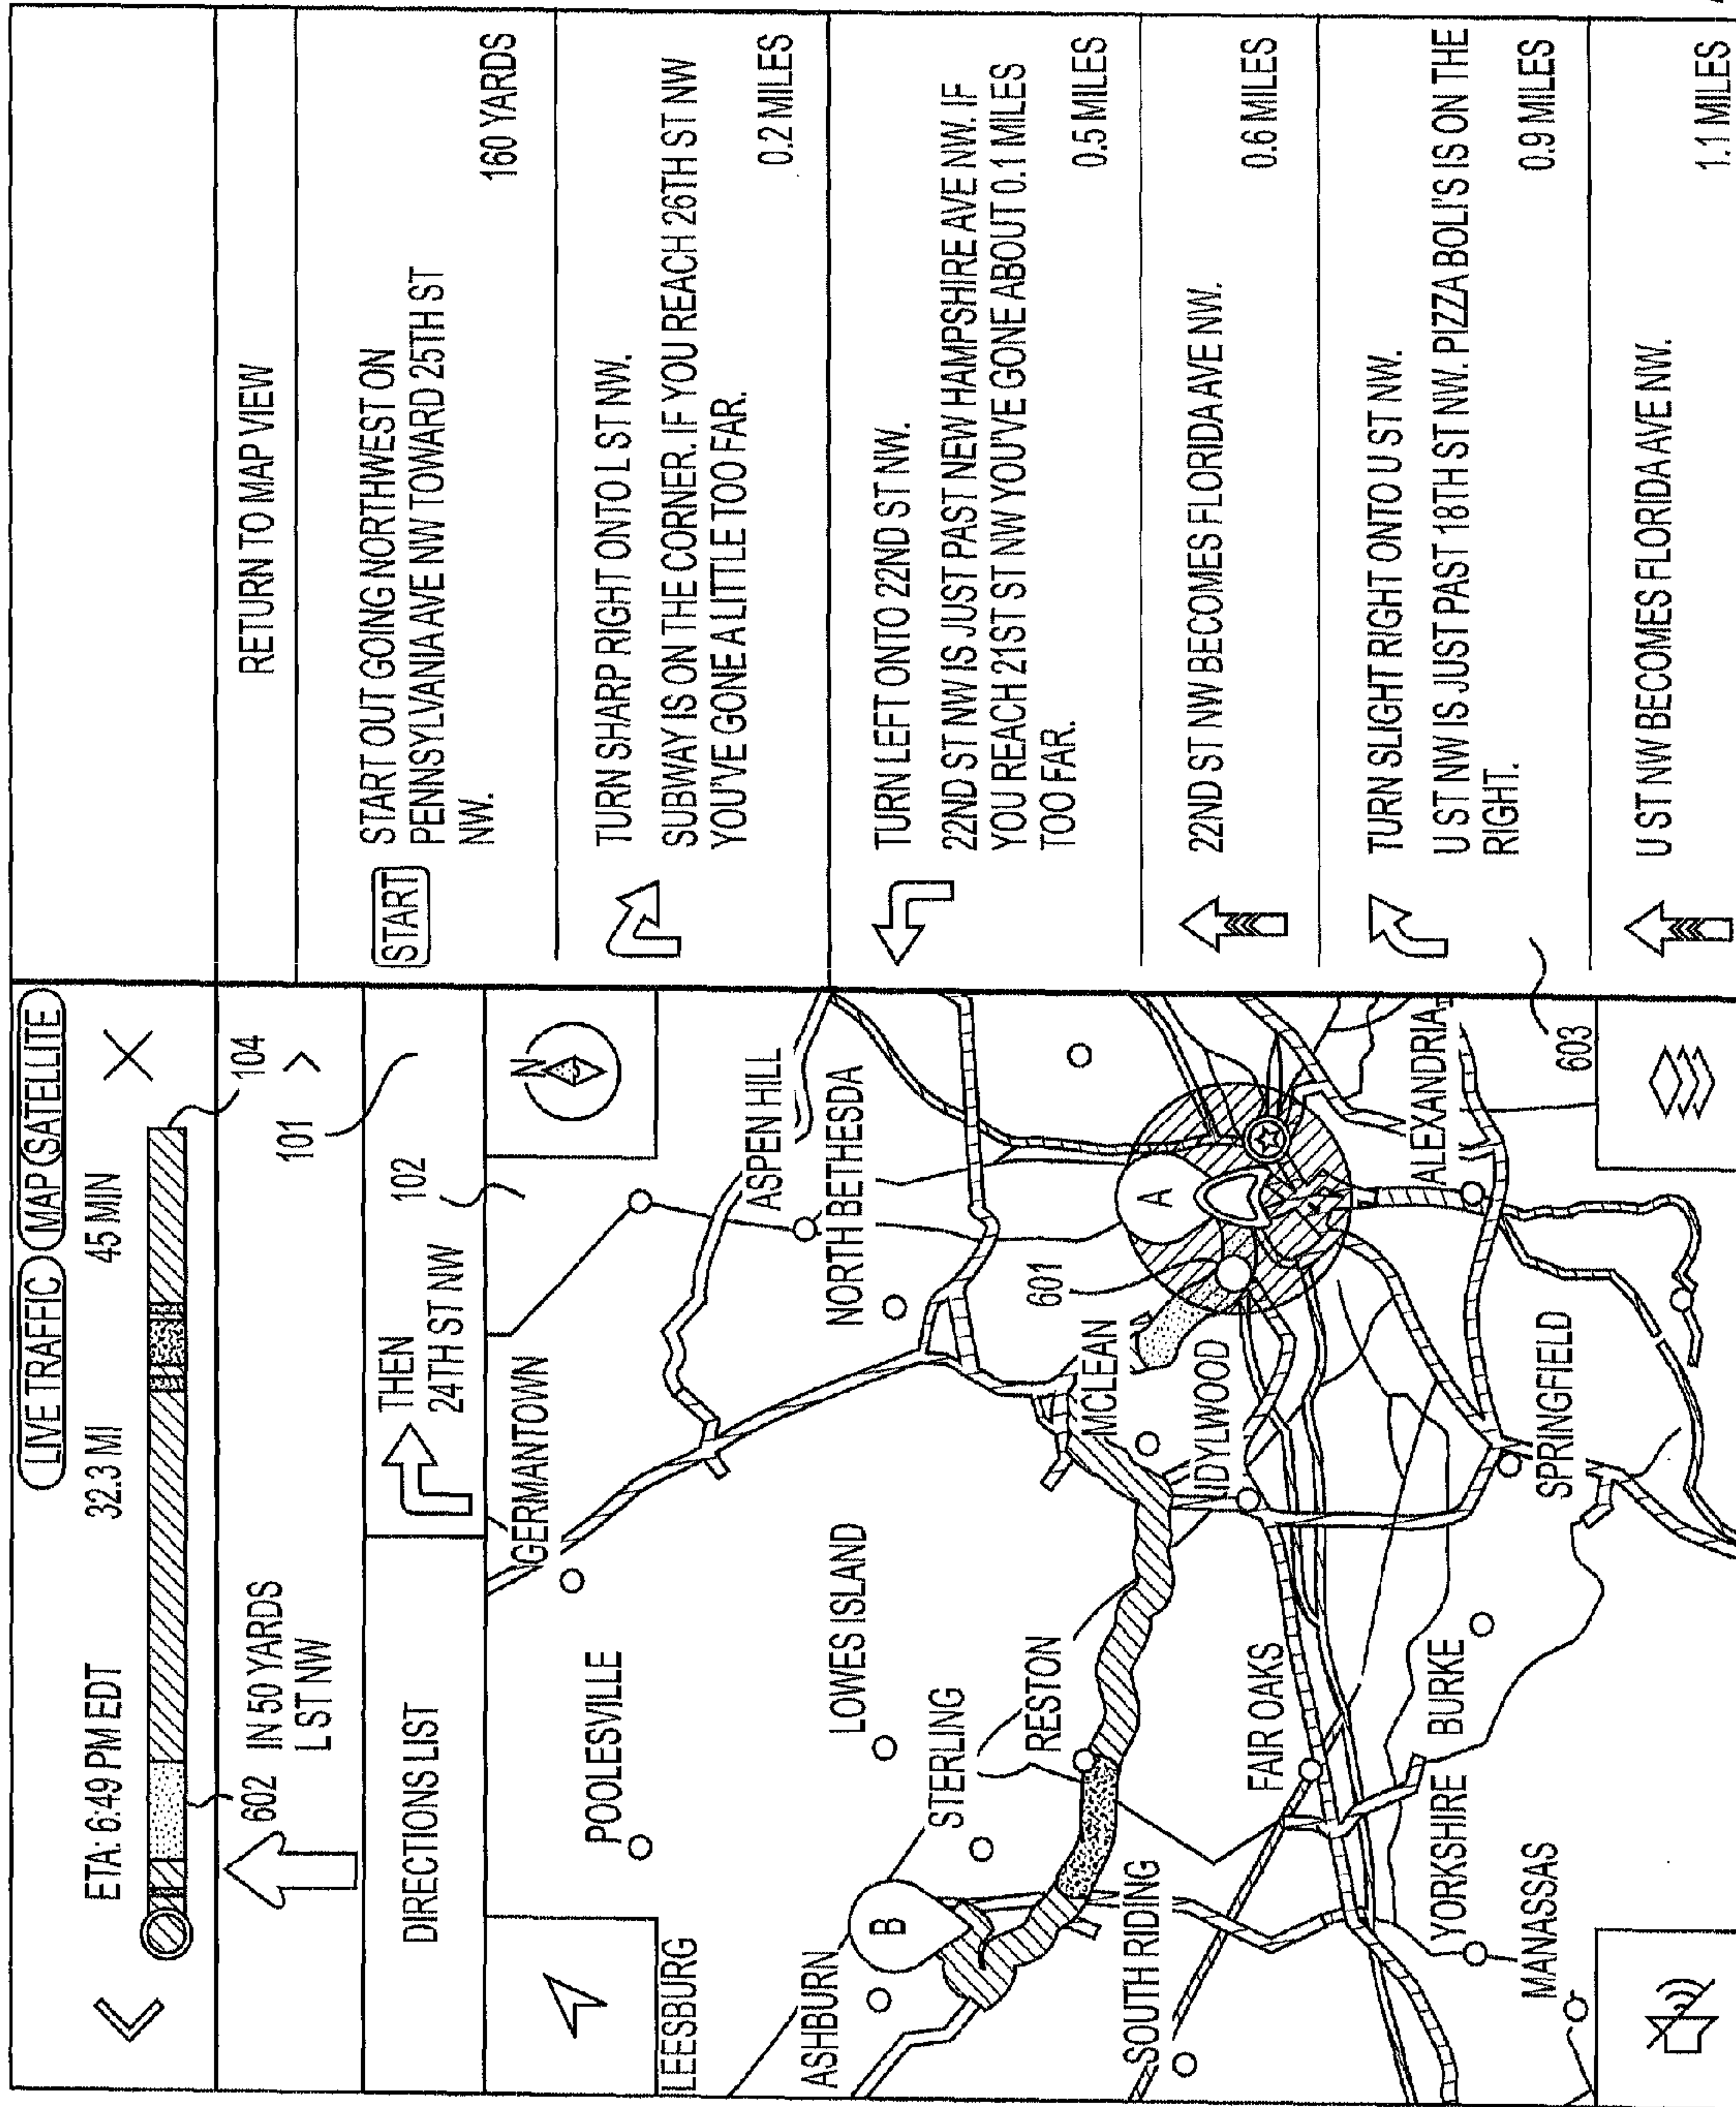 LIVE TRAFFIC
MAP
SATELLITE
ETA: 6:49 PM EDT
32.3 MI
45 MIN
104
602
IN 50 YARDS
L ST NW
101
DIRECTIONS LIST
THEN
24TH ST NW
102
N
LEESBURG
GERMANTOWN
POOLESVILLE
ASPEN HILL
ASHBURN
NORTH BETHESDA
LOWES ISLAND
B
STERLING
601
A
RESTON
MCLEAN
SOUTH RIDING
IDYLWOOD
FAIR OAKS
ALEXANDRIA
YORKSHIRE
BURKE
MANASSAS
SPRINGFIELD
603
RETURN TO MAP VIEW
START
START OUT GOING NORTHWEST ON
PENNSYLVANIA AVE NW TOWARD 25TH ST
NW.
160 YARDS
TURN SHARP RIGHT ONTO L ST NW.
SUBWAY IS ON THE CORNER. IF YOU REACH 26TH ST NW
YOU'VE GONE A LITTLE TOO FAR.
0.2 MILES
TURN LEFT ONTO 22ND ST NW.
22ND ST NW IS JUST PAST NEW HAMPSHIRE AVE NW. IF
YOU REACH 21ST ST NW YOU'VE GONE ABOUT 0.1 MILES
TOO FAR.
0.5 MILES
22ND ST NW BECOMES FLORIDA AVE NW.
0.6 MILES
TURN SLIGHT RIGHT ONTO U ST NW.
U ST NW IS JUST PAST 18TH ST NW. PIZZA BOLI'S IS ON THE
RIGHT.
0.9 MILES
U ST NW BECOMES FLORIDA AVE NW.
1.1 MILES